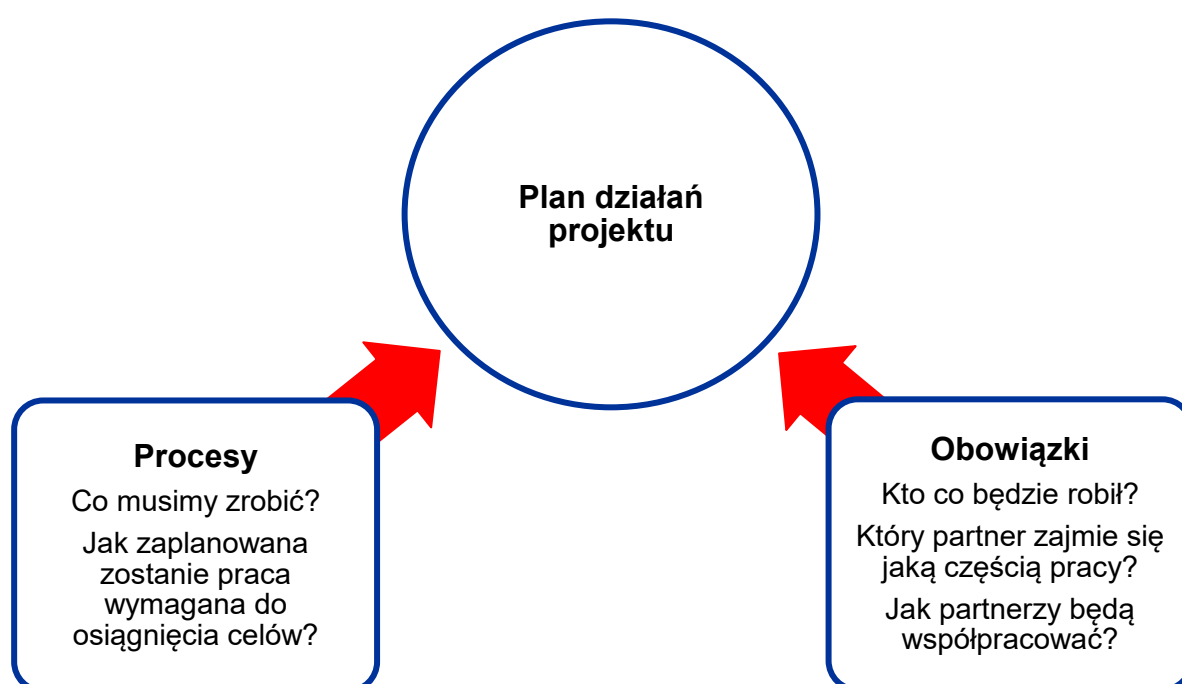 Plan działań
projektu
Procesy
Co musimy zrobić?
Jak zaplanowana
zostanie praca
wymagana do
osiągnięcia celów?
Obowiązki
Kto co będzie robił?
Który partner zajmie się
jaką częścią pracy?
Jak partnerzy będą
współpracować?